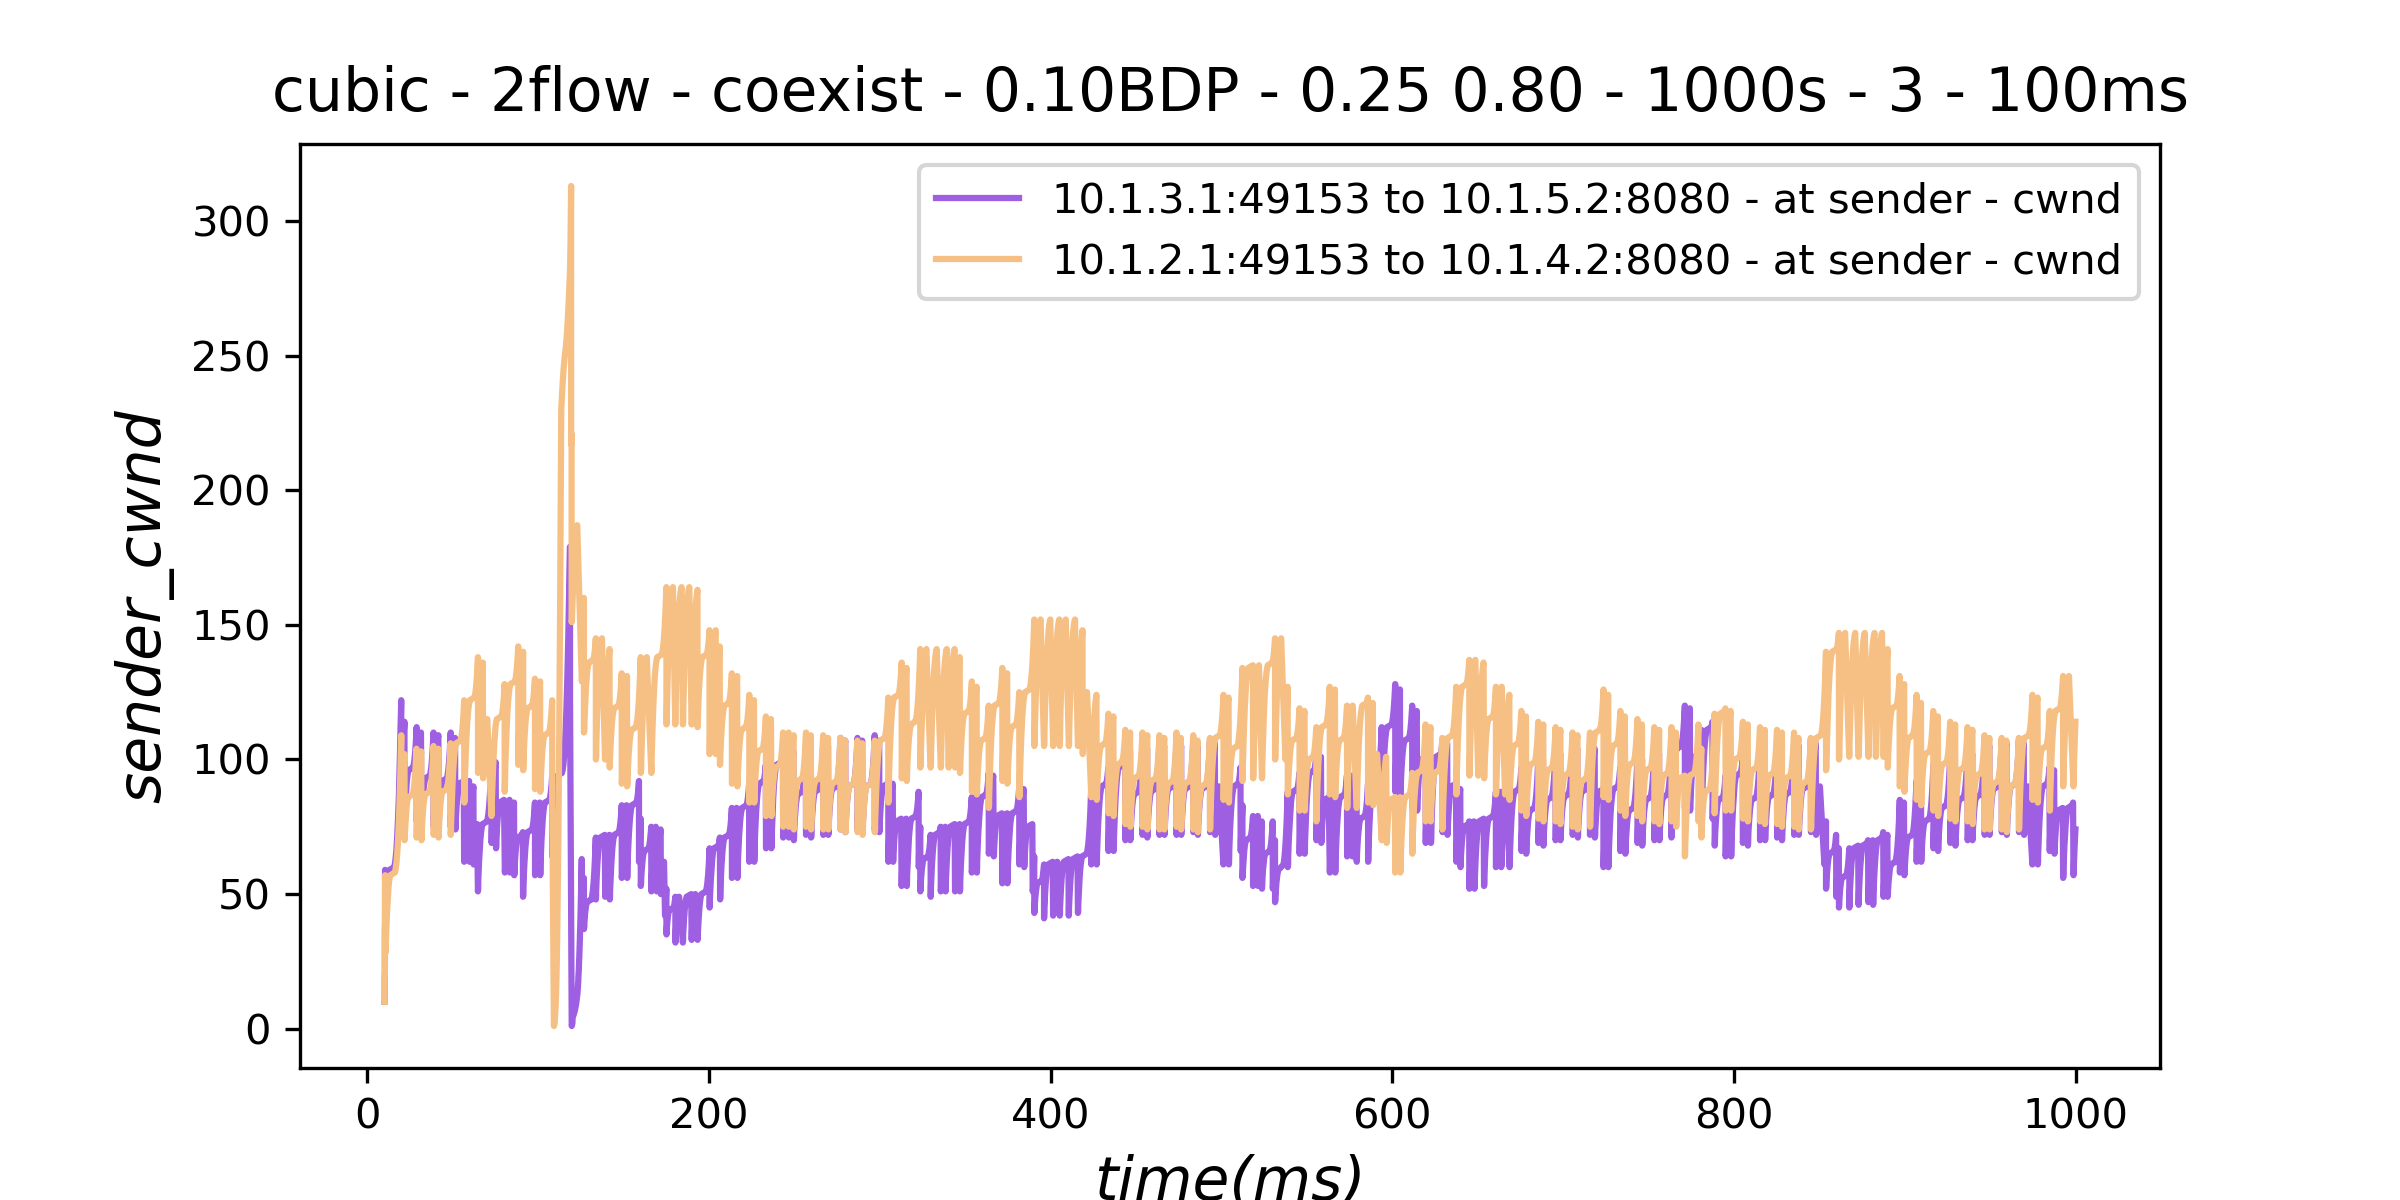 cubic - 2flow - coexist - 0.10BDP - 0.25 0.80 - 1000s - 3 - 100ms
10.1.3.1:49153 to 10.1.5.2:8080 - at sender - cwnd
10.1.2.1:49153 to 10.1.4.2:8080 - at sender - cwnd
300
250
200
150
100
50
0
sender_cwnd
0 200 400 600 800 1000
time(ms)